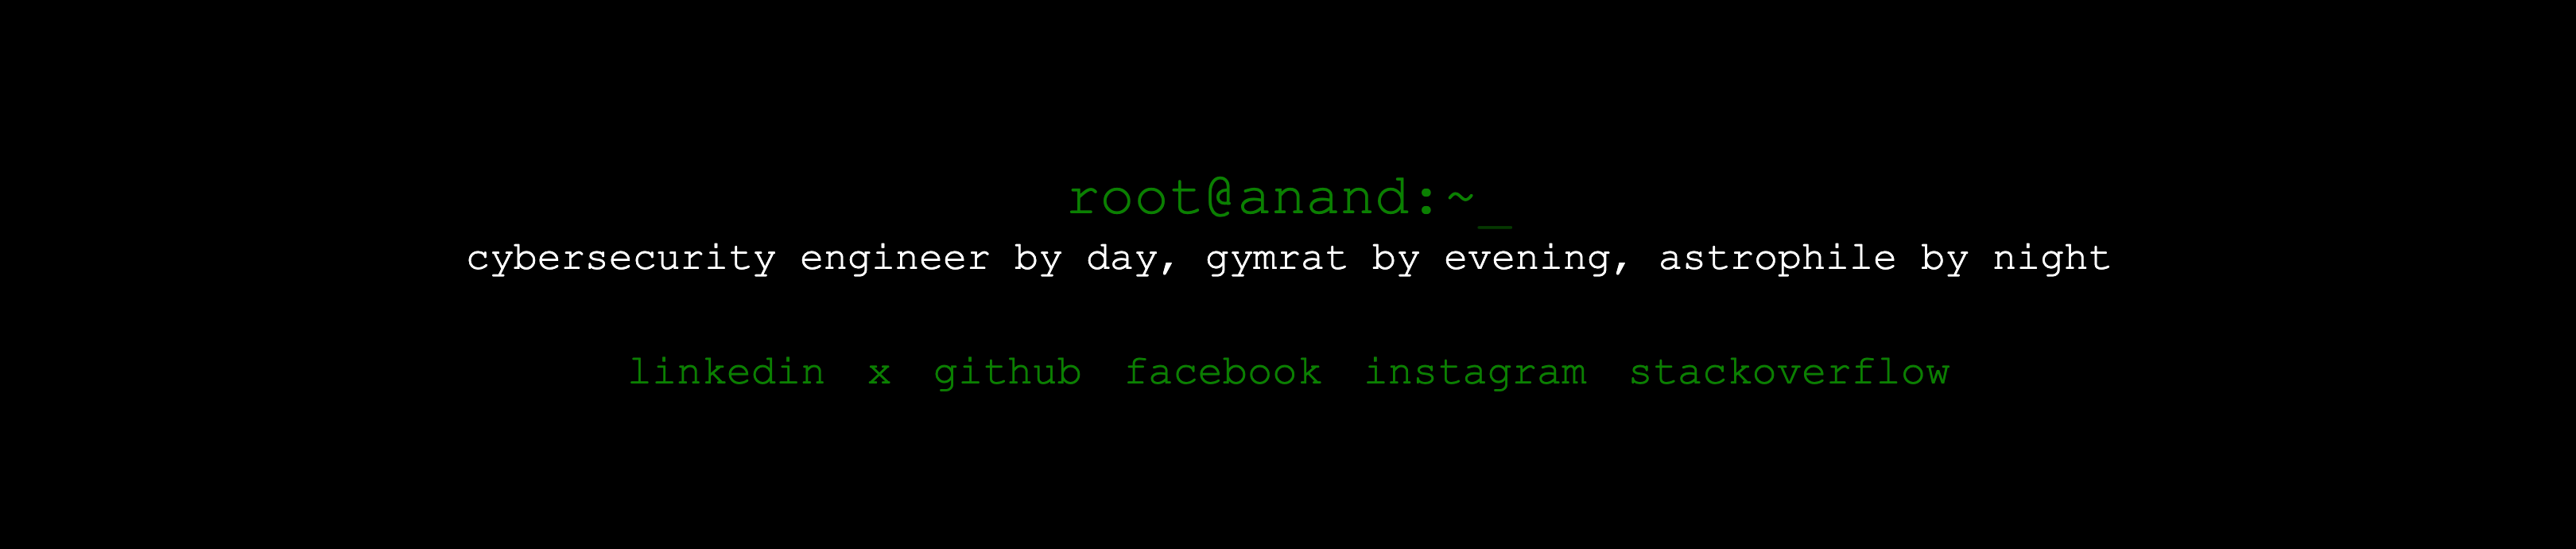 root@anand:~_
cybersecurity engineer by day, gymrat by evening, astrophile by night
linkedin x github facebook instagram stackoverflow